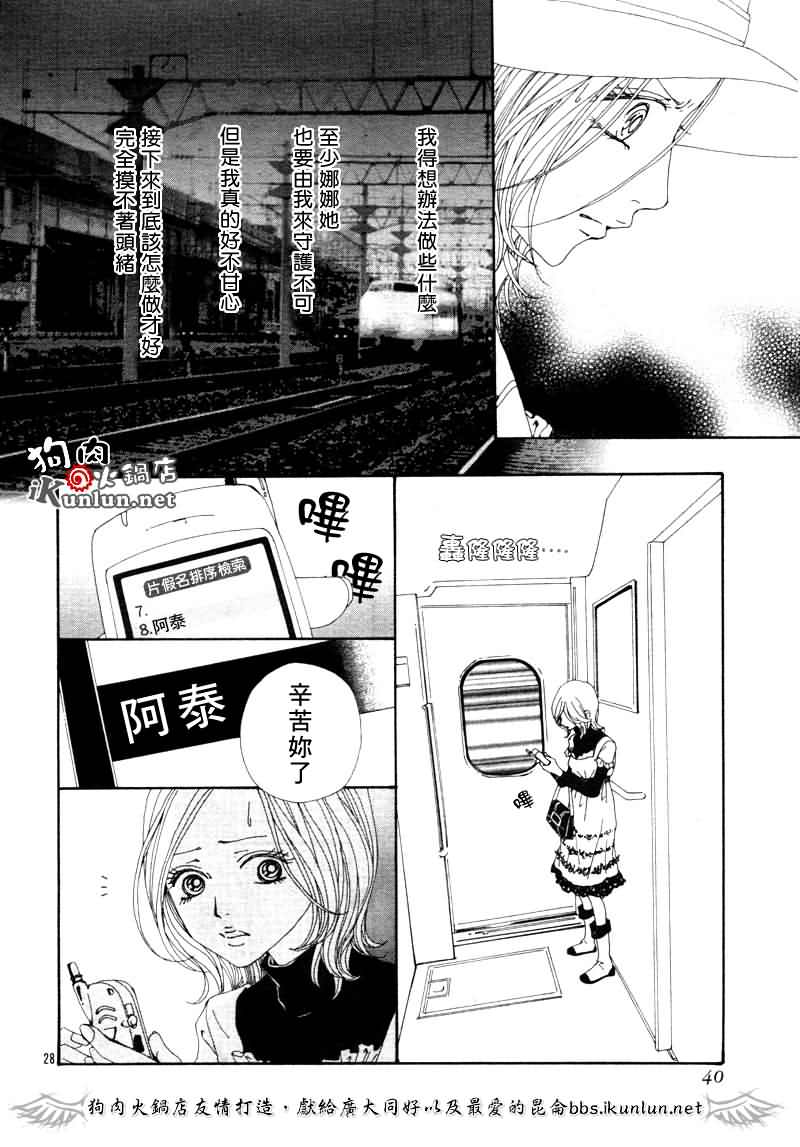 我得想辦法做些什麼
至少娜娜她
也要由我來守護不可
但是我真的好不甘心
接下來到底該怎麼做才好
完全摸不著頭緒
狗肉火鍋店
iKunlun.net
轟隆隆隆……
嗶
嗶
嗶
片假名排序檢索
7.
8.阿泰
阿泰
辛苦妳了
28
40
狗肉火鍋店友情打造，獻給廣大同好以及最愛的昆侖bbs.ikunlun.net